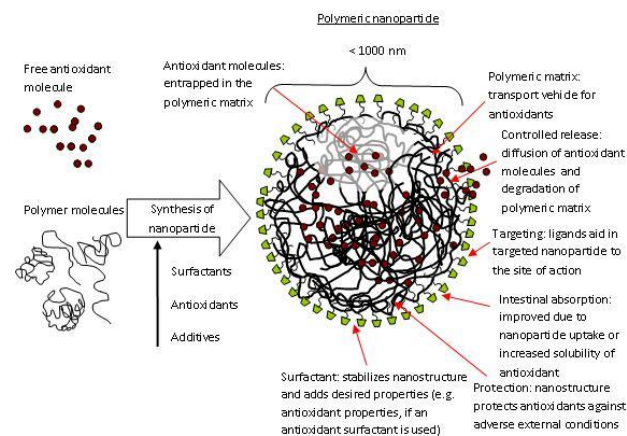 Polymeric nanoparticle
< 1000 nm
Free antioxidant
molecule
Antioxidant molecules:
entrapped in the
polymeric matrix
Polymeric matrix:
transport vehicle for
antioxidants
Controlled release:
diffusion of antioxidant
molecules and
degradation of
polymeric matrix
Polymer molecules
Synthesis of
nanoparticle
Surfactants
Antioxidants
Additives
Targeting: ligands aid in
targeted nanoparticle to
the site of action
Intestinal absorption:
improved due to
nanoparticle uptake or
increased solubility of
antioxidant
Surfactant: stabilizes nanostructure
and adds desired properties (e.g.
antioxidant properties, if an
antioxidant surfactant is used)
Protection: nanostructure
protects antioxidants against
adverse external conditions